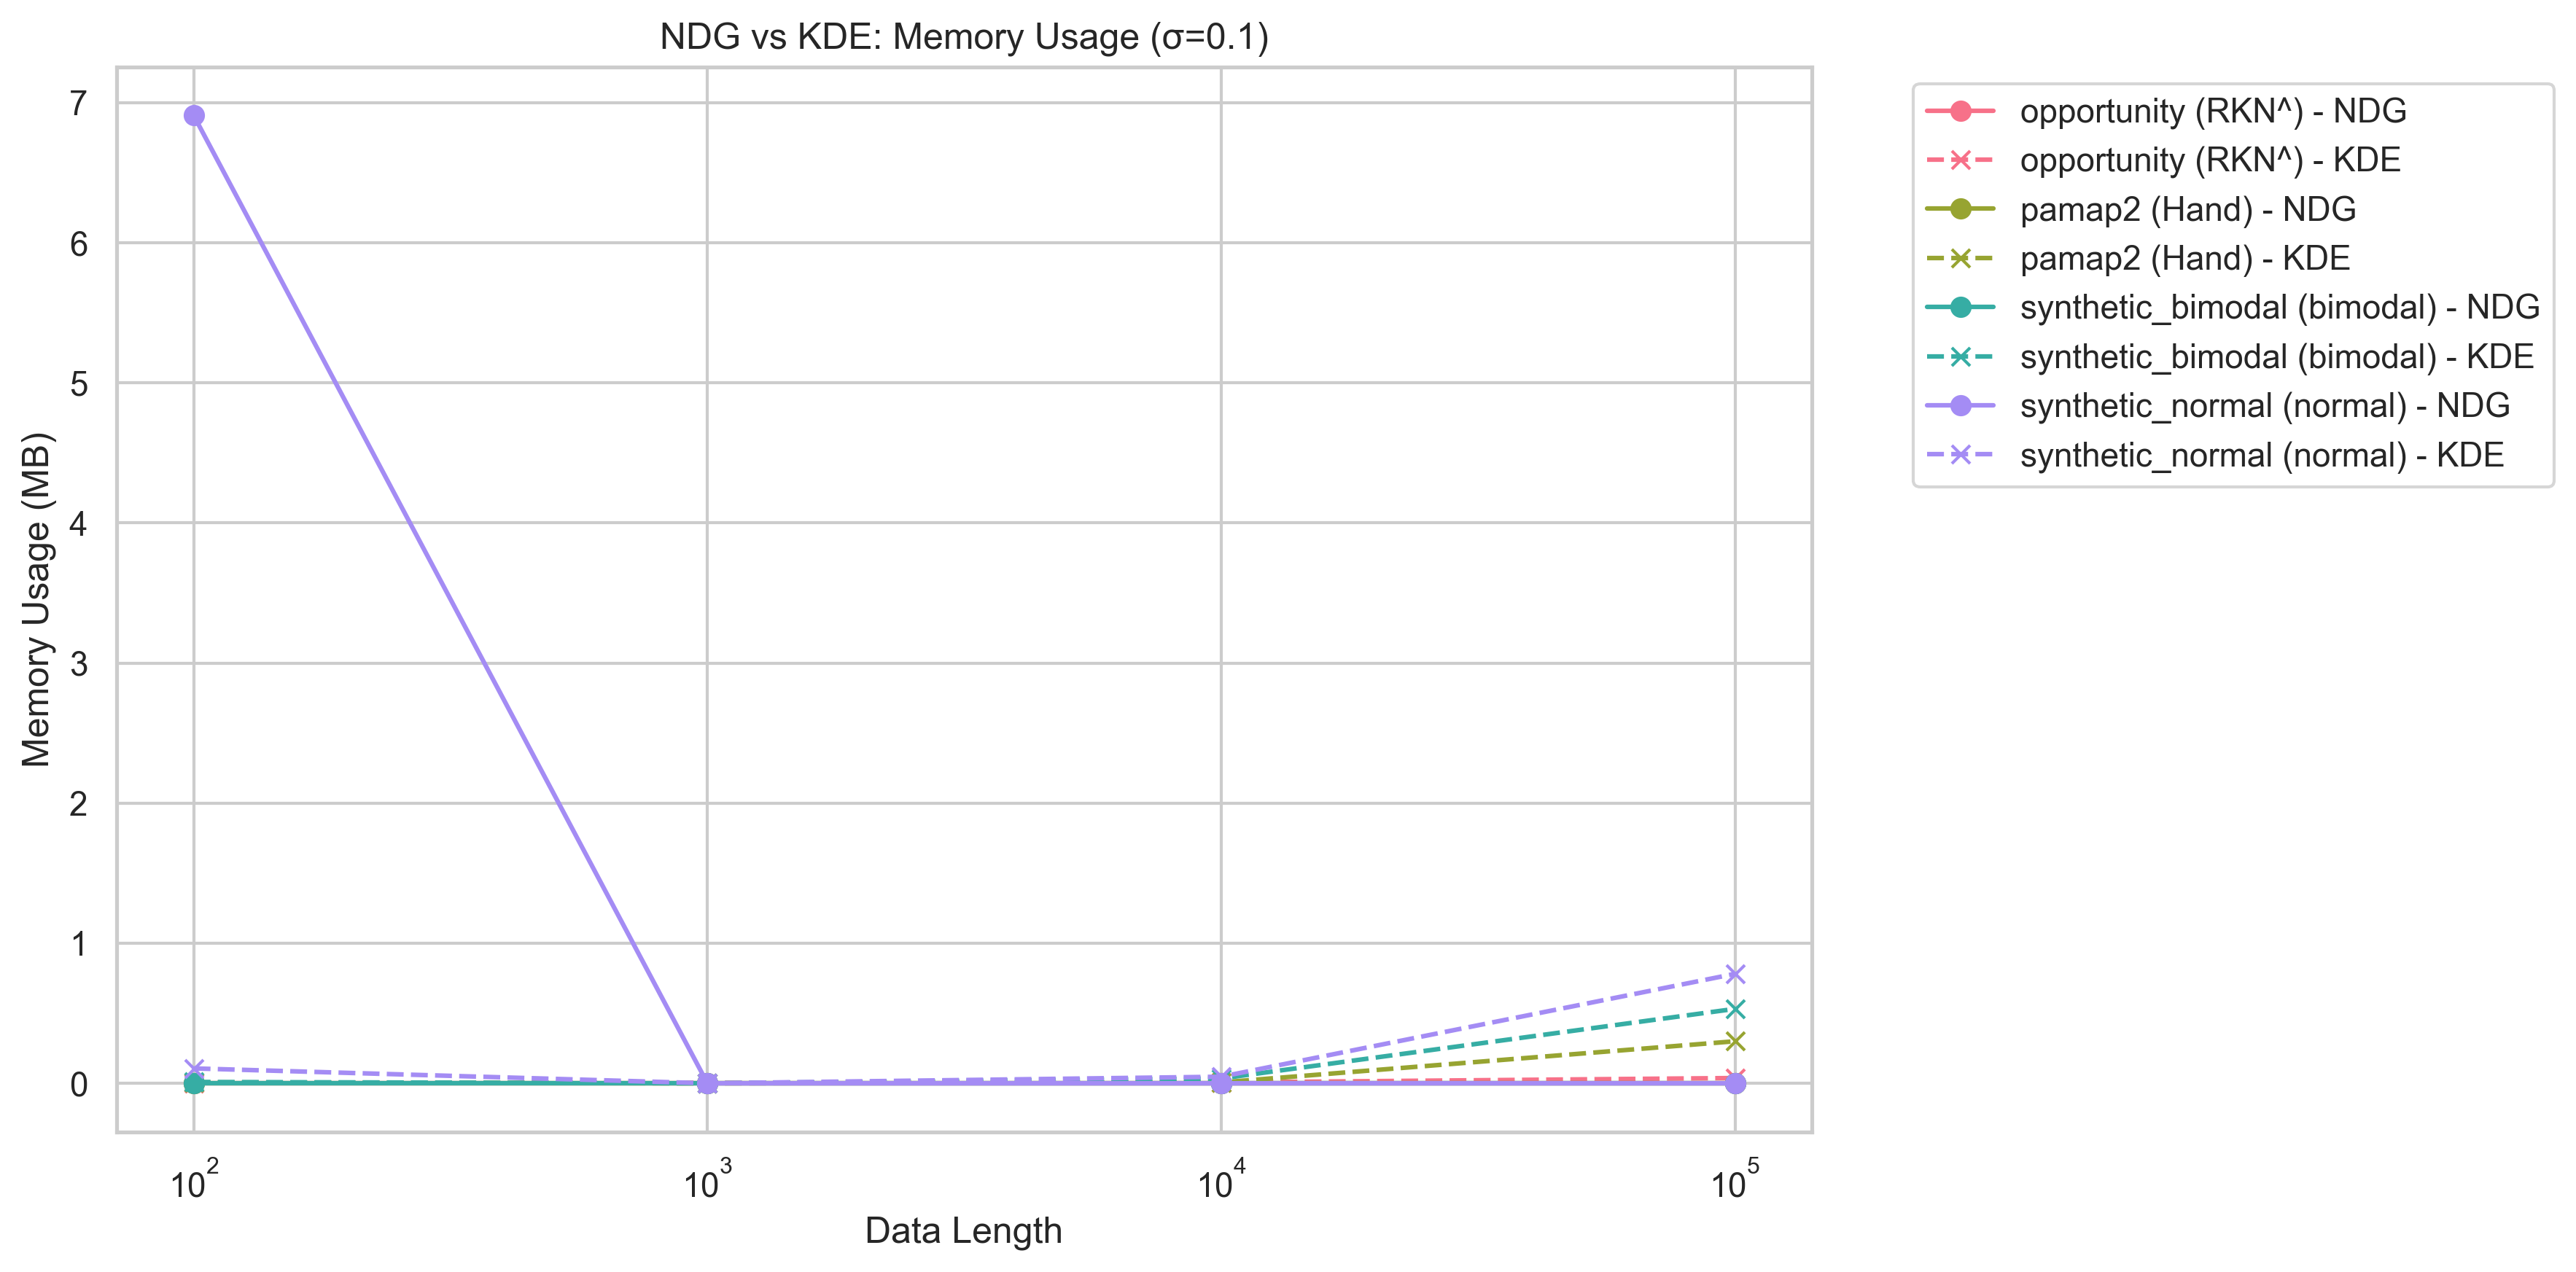 NDG vs KDE: Memory Usage (σ=0.1)
Memory Usage (MB)
7
6
5
4
3
2
1
0
10^2
10^3
10^4
10^5
Data Length
opportunity (RKN^) - NDG
opportunity (RKN^) - KDE
pamap2 (Hand) - NDG
pamap2 (Hand) - KDE
synthetic_bimodal (bimodal) - NDG
synthetic_bimodal (bimodal) - KDE
synthetic_normal (normal) - NDG
synthetic_normal (normal) - KDE